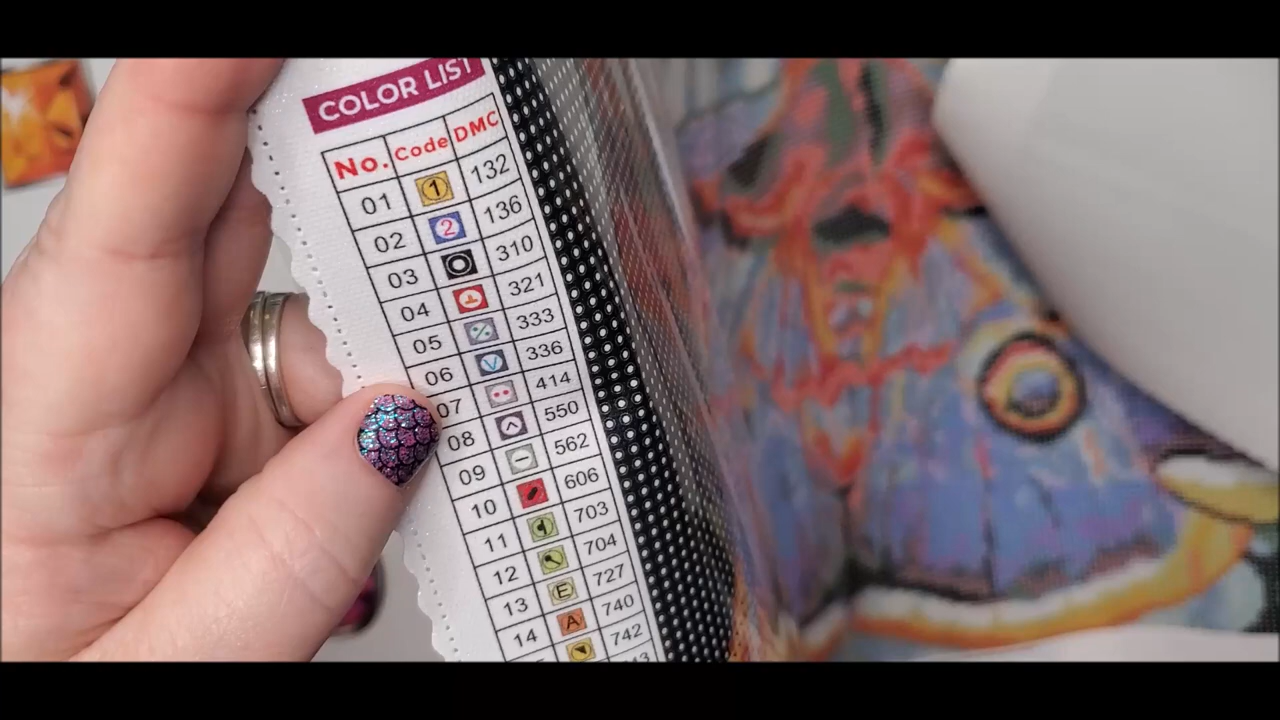 COLOR LIST
No. Code DMC
01 1 132
02 2 136
03 310
04 321
05 333
06 336
07 414
08 550
09 562
10 606
11 703
12 704
13 E 727
14 A 740
742